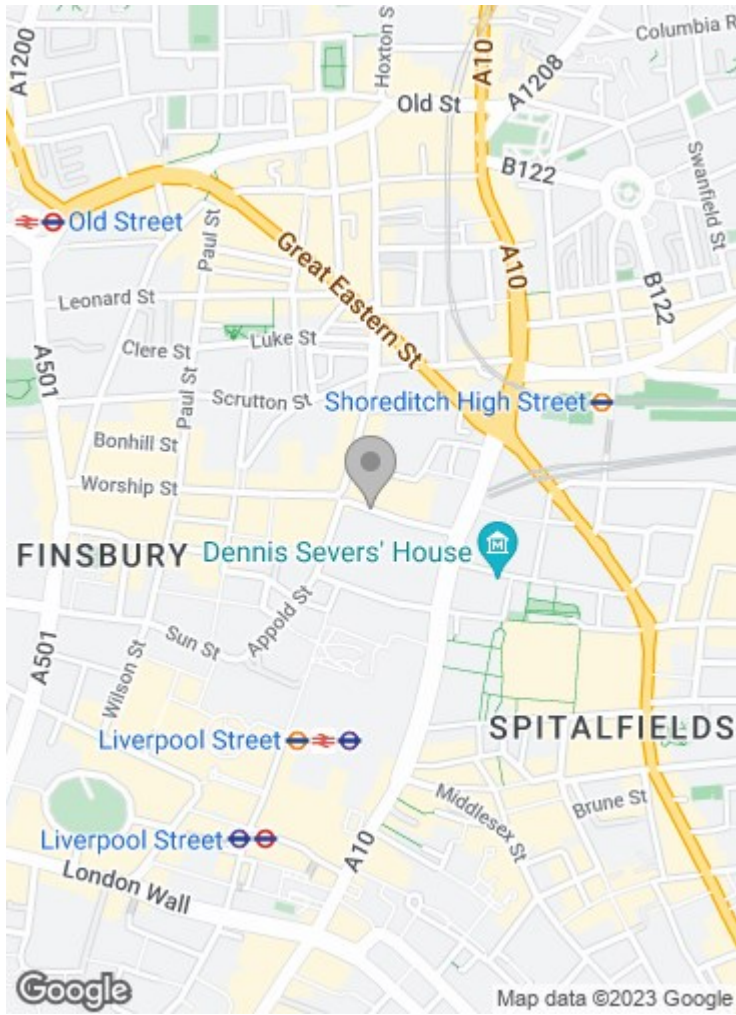 A1200
Hoxton S
A10
Columbia R
Old St
A1208
B122
Swanfield St
Old Street
Paul St
Great Eastern St
A10
B122
Leonard St
Luke St
Clere St
A501
Paul St
Scrutton St
Shoreditch High Street
Bonhill St
Worship St
FINSBURY
Dennis Severs' House
M
Appold St
Sun St
A501
Wilson St
Liverpool Street
SPITALFIELDS
Middlesex St
Brune St
Liverpool Street
A10
London Wall
Google
Map data ©2023 Google